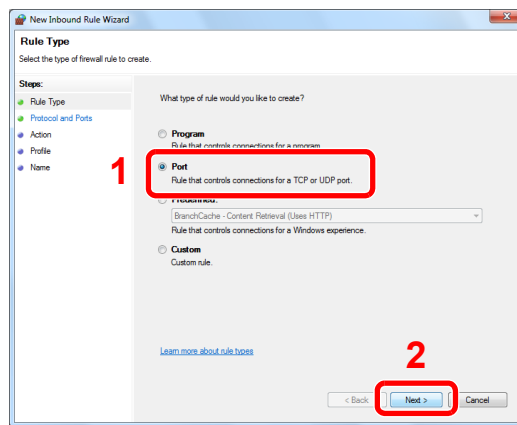 New Inbound Rule Wizard
Rule Type
Select the type of firewall rule to create.
Steps:
Rule Type
Protocol and Ports
Action
Profile
Name
What type of rule would you like to create?
Program
Rule that controls connections for a program.
1
Port
Rule that controls connections for a TCP or UDP port.
Predefined:
BranchCache - Content Retrieval (Uses HTTP)
Rule that controls connections for a Windows experience.
Custom
Custom rule.
Learn more about rule types
2
< Back
Next >
Cancel